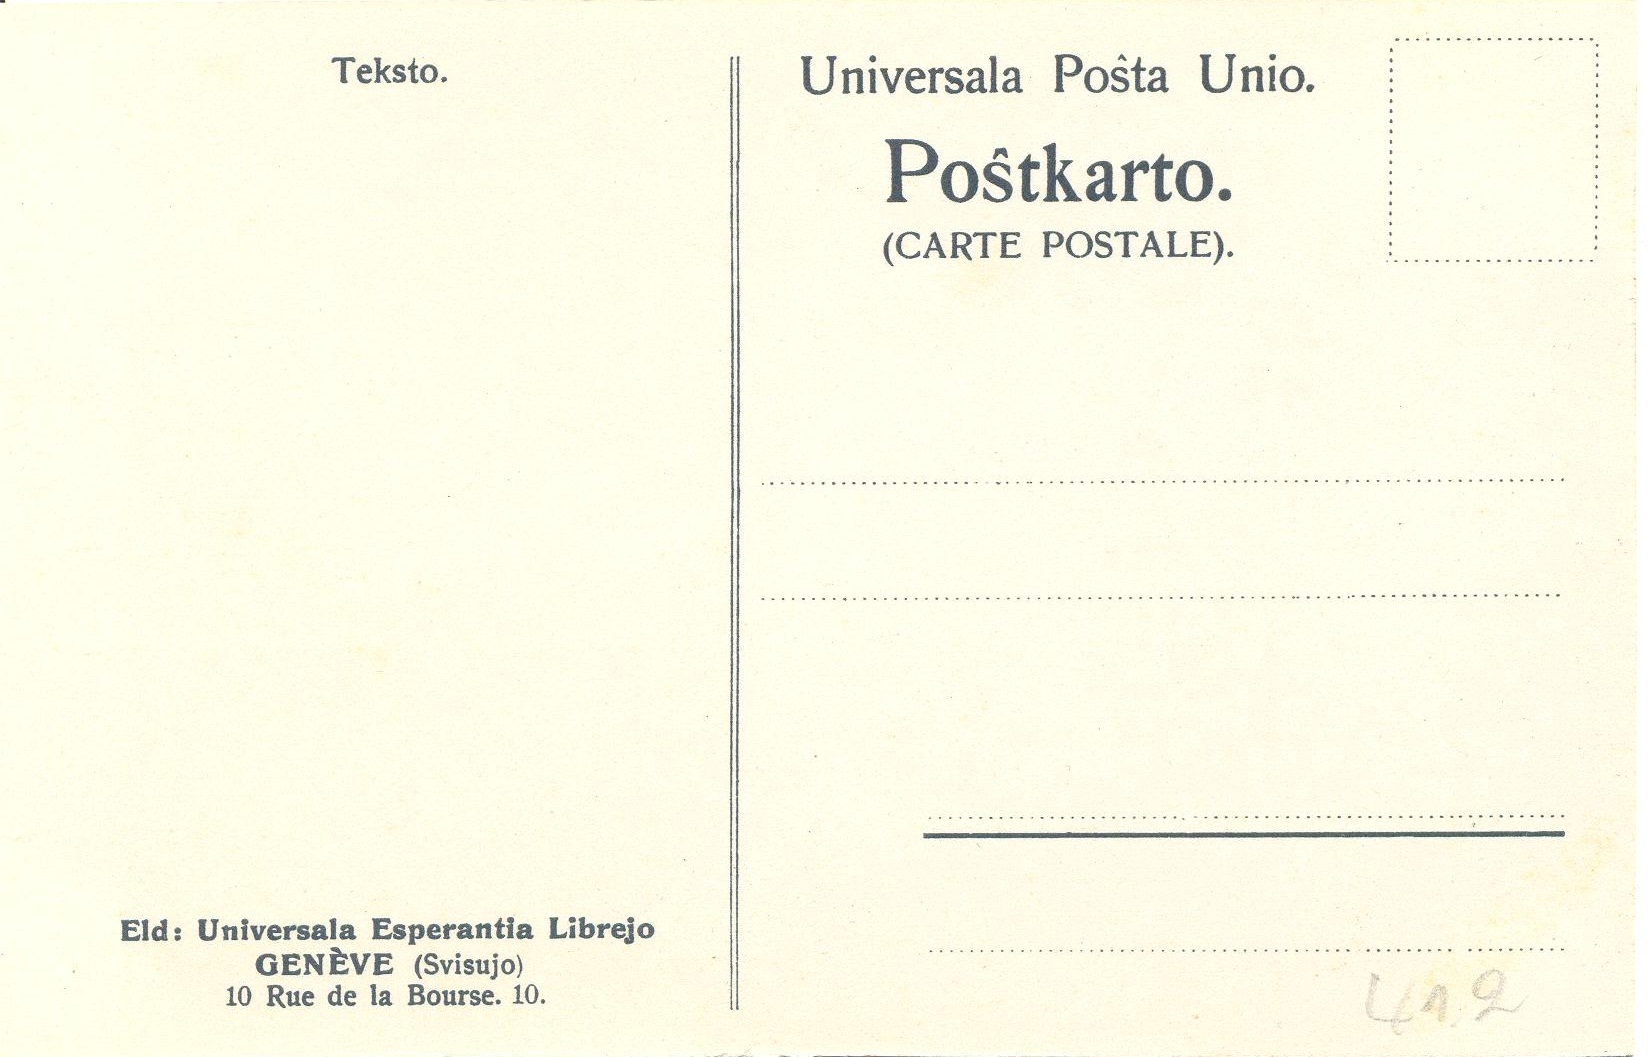 Teksto.
Eld: Universala Esperantia Librejo
GENÈVE (Svisujo)
10 Rue de la Bourse. 10.
Universala Poŝta Unio.
Poŝtkarto.
(CARTE POSTALE).